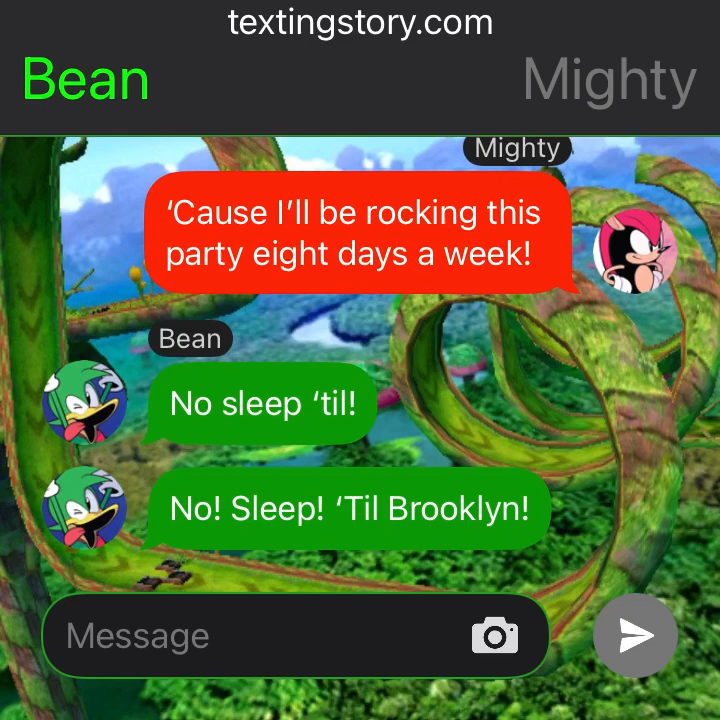 textingstory.com
Bean
Mighty
Mighty
‘Cause I’ll be rocking this
party eight days a week!
Bean
No sleep ‘til!
No! Sleep! ‘Til Brooklyn!
Message